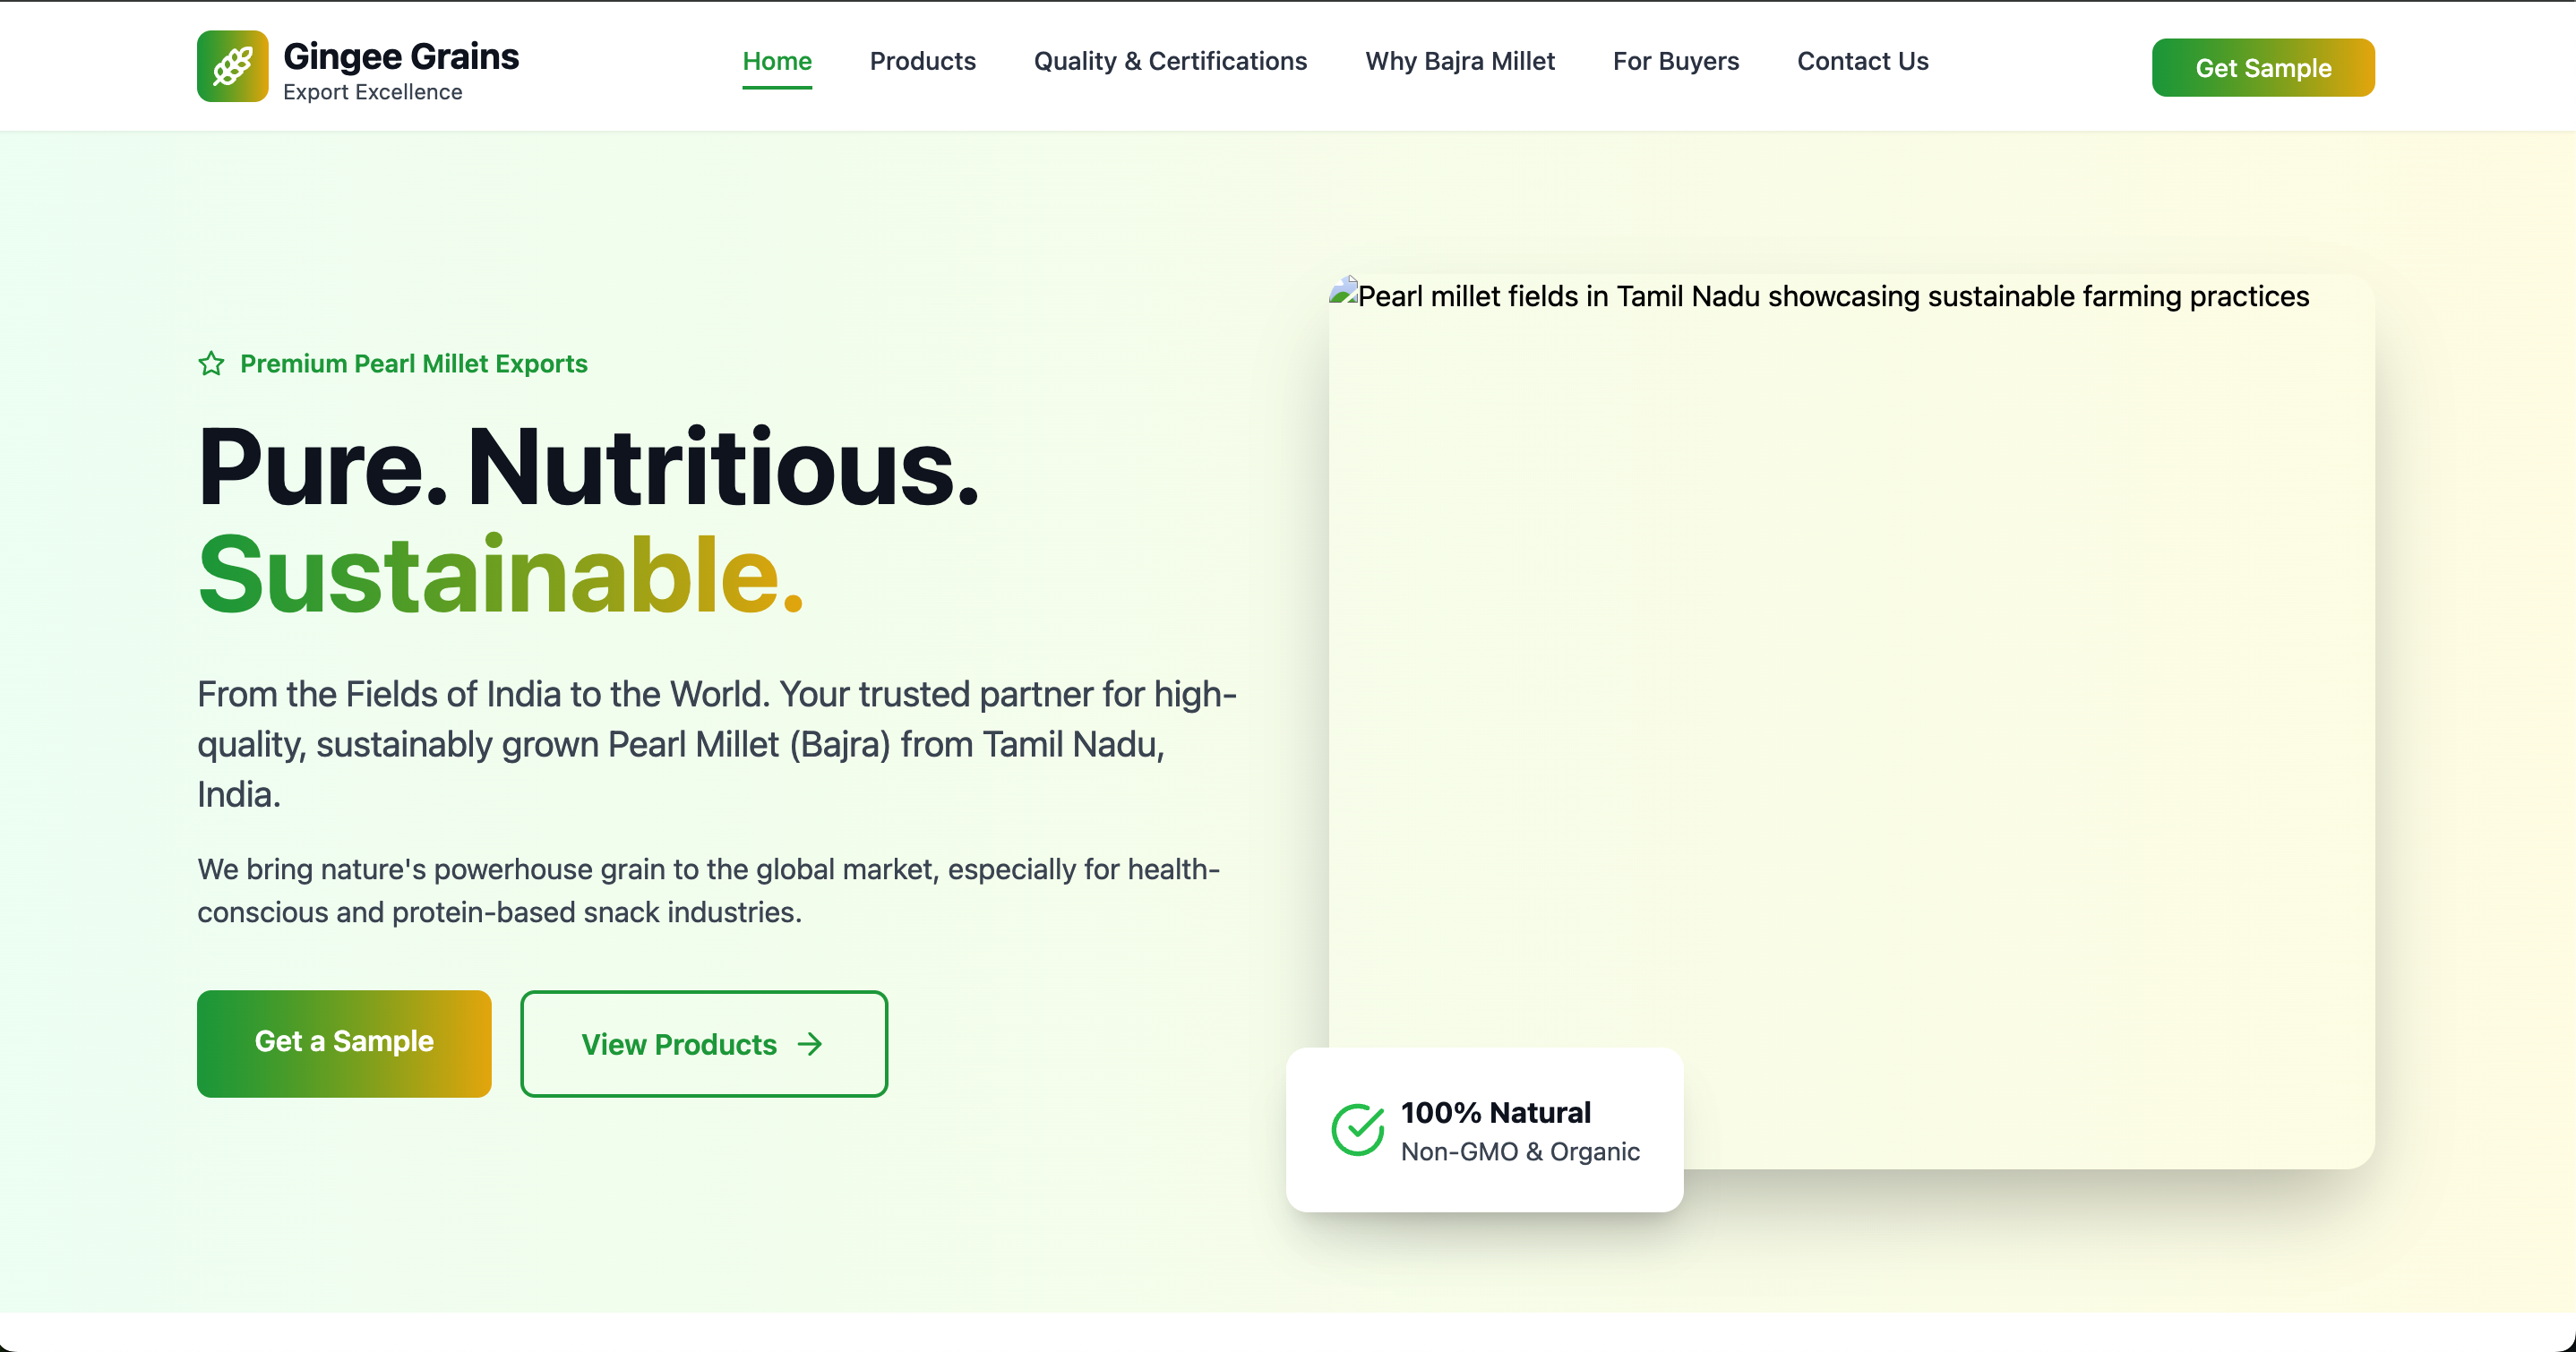 Gingee Grains
Export Excellence
Home
Products
Quality & Certifications
Why Bajra Millet
For Buyers
Contact Us
Get Sample
Premium Pearl Millet Exports
Pure. Nutritious.
Sustainable.
From the Fields of India to the World. Your trusted partner for high-
quality, sustainably grown Pearl Millet (Bajra) from Tamil Nadu,
India.
We bring nature's powerhouse grain to the global market, especially for health-
conscious and protein-based snack industries.
Get a Sample
View Products
Pearl millet fields in Tamil Nadu showcasing sustainable farming practices
100% Natural
Non-GMO & Organic